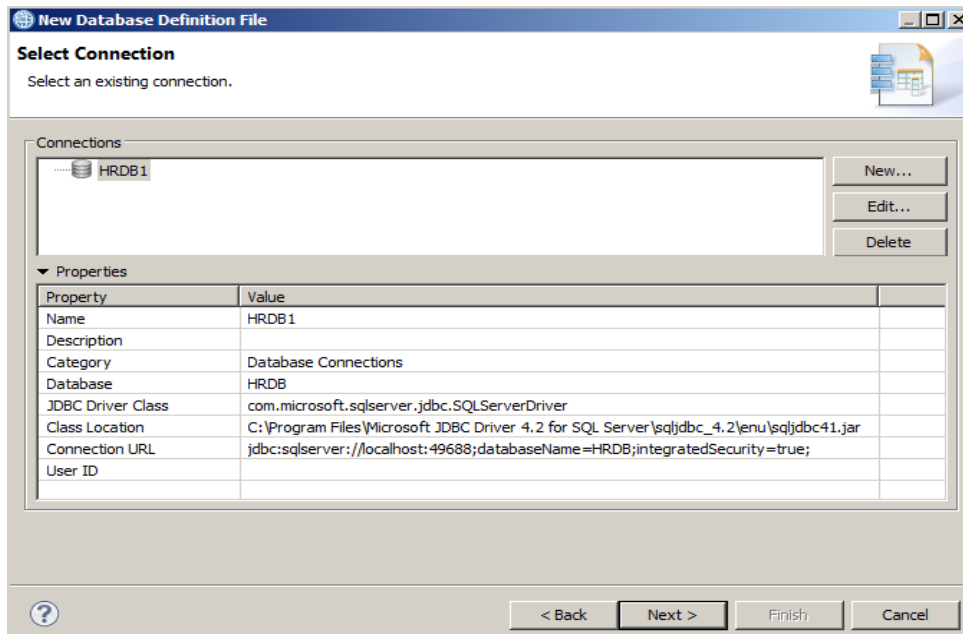 New Database Definition File
Select Connection
Select an existing connection.
Connections
HRDB1
New...
Edit...
Delete
Properties
Property Value
Name HRDB1
Description
Category Database Connections
Database HRDB
JDBC Driver Class com.microsoft.sqlserver.jdbc.SQLServerDriver
Class Location C:\Program Files\Microsoft JDBC Driver 4.2 for SQL Server\sqljdbc_4.2\enu\sqljdbc41.jar
Connection URL jdbc:sqlserver://localhost:49688;databaseName=HRDB;integratedSecurity=true;
User ID
? < Back Next > Finish Cancel